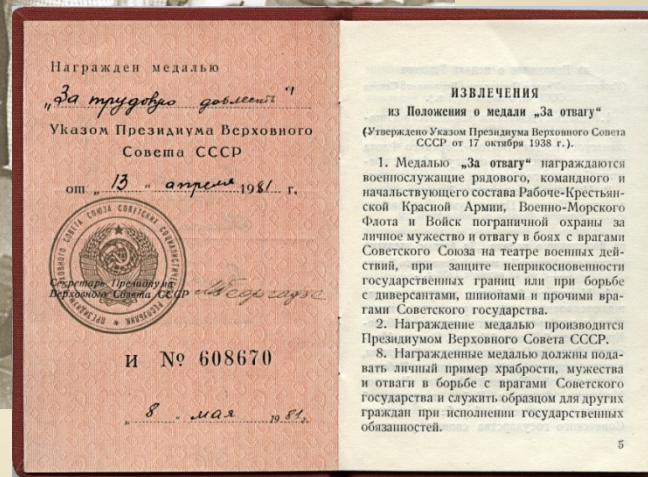 Награжден медалью
„За трудовую доблесть"
Указом Президиума Верховного
Совета СССР
от „ 13 " апреля 1981 г.
Секретарь Президиума
Верховного Совета СССР МГеоргадзе
И № 608670
„ 8 " мая 1981 г.
ИЗВЛЕЧЕНИЯ
из Положения о медали „За отвагу"
(Утверждено Указом Президиума Верховного Совета
СССР от 17 октября 1938 г.).
1. Медалью „За отвагу" награждаются
военнослужащие рядового, командного и
начальствующего состава Рабоче-Крестьян-
ской Красной Армии, Военно-Морского
Флота и Войск пограничной охраны за
личное мужество и отвагу в боях с врагами
Советского Союза на театре военных дей-
ствий, при защите неприкосновенности
государственных границ или при борьбе
с диверсантами, шпионами и прочими вра-
гами Советского государства.
2. Награждение медалью производится
Президиумом Верховного Совета СССР.
8. Награжденные медалью должны пода-
вать личный пример храбрости, мужества
и отваги в борьбе с врагами Советского
государства и служить образцом для других
граждан при исполнении государственных
обязанностей.
5